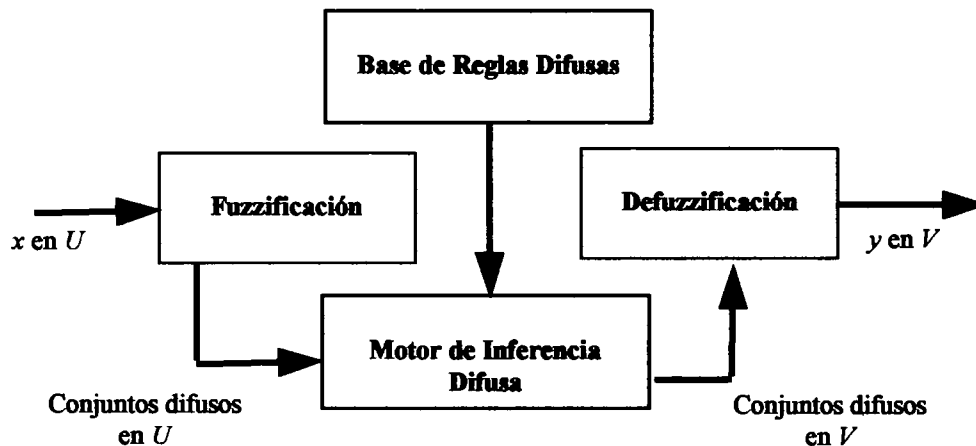 Base de Reglas Difusas
Fuzzificación
Defuzzificación
x en U
y en V
Motor de Inferencia
Difusa
Conjuntos difusos
en U
Conjuntos difusos
en V